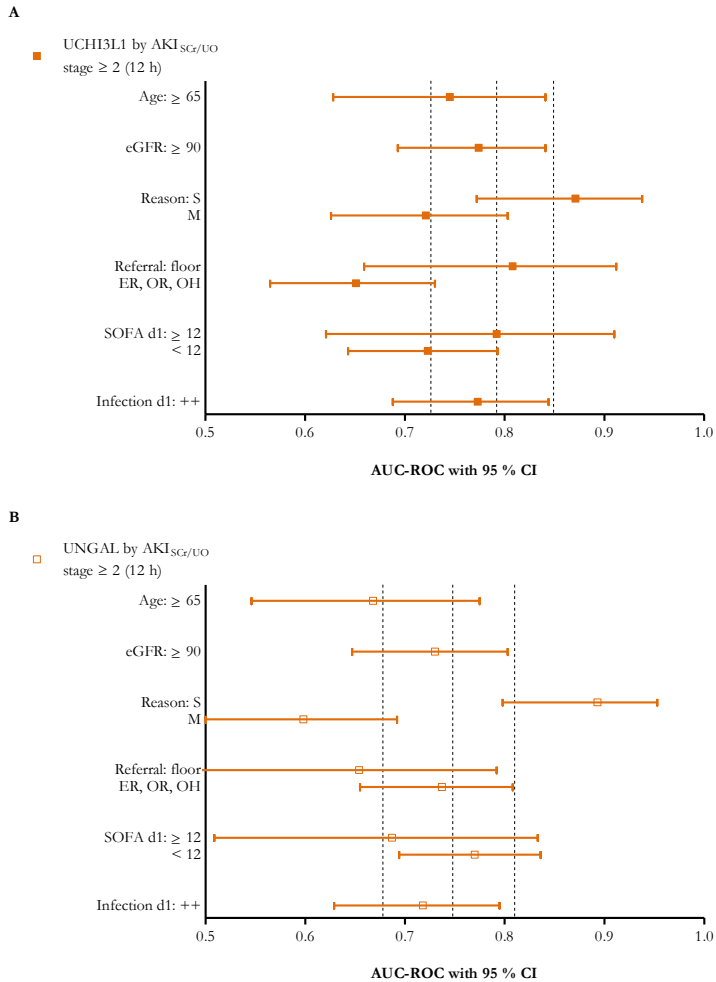 A
UCHI3L1 by AKI SCr/UO
stage ≥ 2 (12 h)
Age: ≥ 65
eGFR: ≥ 90
Reason: S
M
Referral: floor
ER, OR, OH
SOFA d1: ≥ 12
< 12
Infection d1: ++
0.5 0.6 0.7 0.8 0.9 1.0
AUC-ROC with 95 % CI
B
UNGAL by AKI SCr/UO
stage ≥ 2 (12 h)
Age: ≥ 65
eGFR: ≥ 90
Reason: S
M
Referral: floor
ER, OR, OH
SOFA d1: ≥ 12
< 12
Infection d1: ++
0.5 0.6 0.7 0.8 0.9 1.0
AUC-ROC with 95 % CI